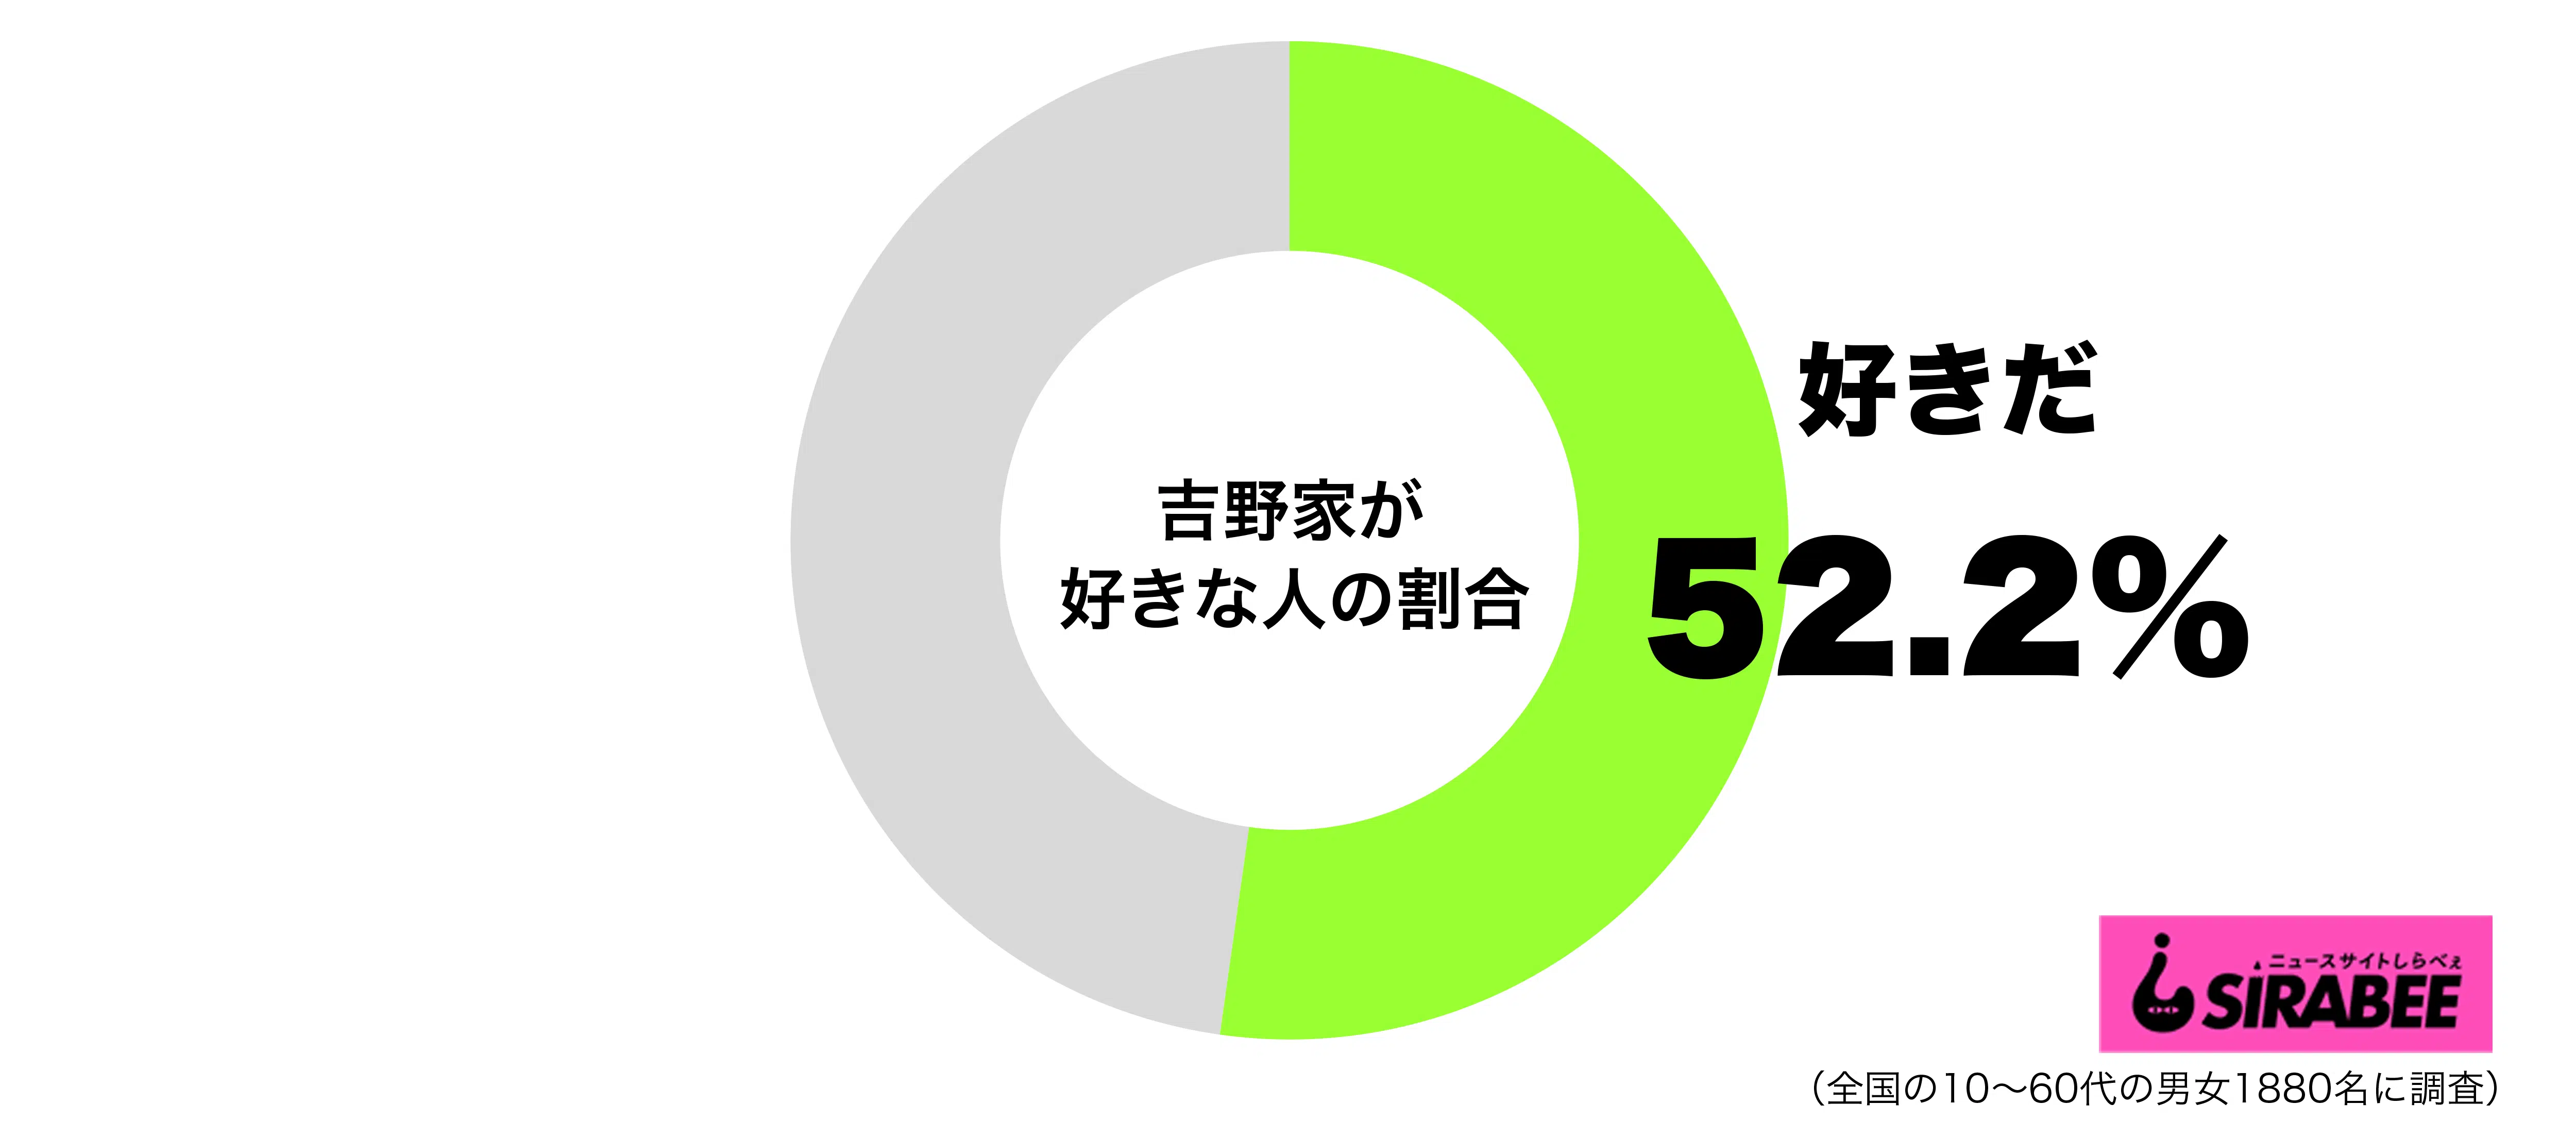 吉野家が
好きな人の割合
好きだ
52.2%
ニュースサイトしらべぇ
SIRABEE
（全国の10〜60代の男女1880名に調査）